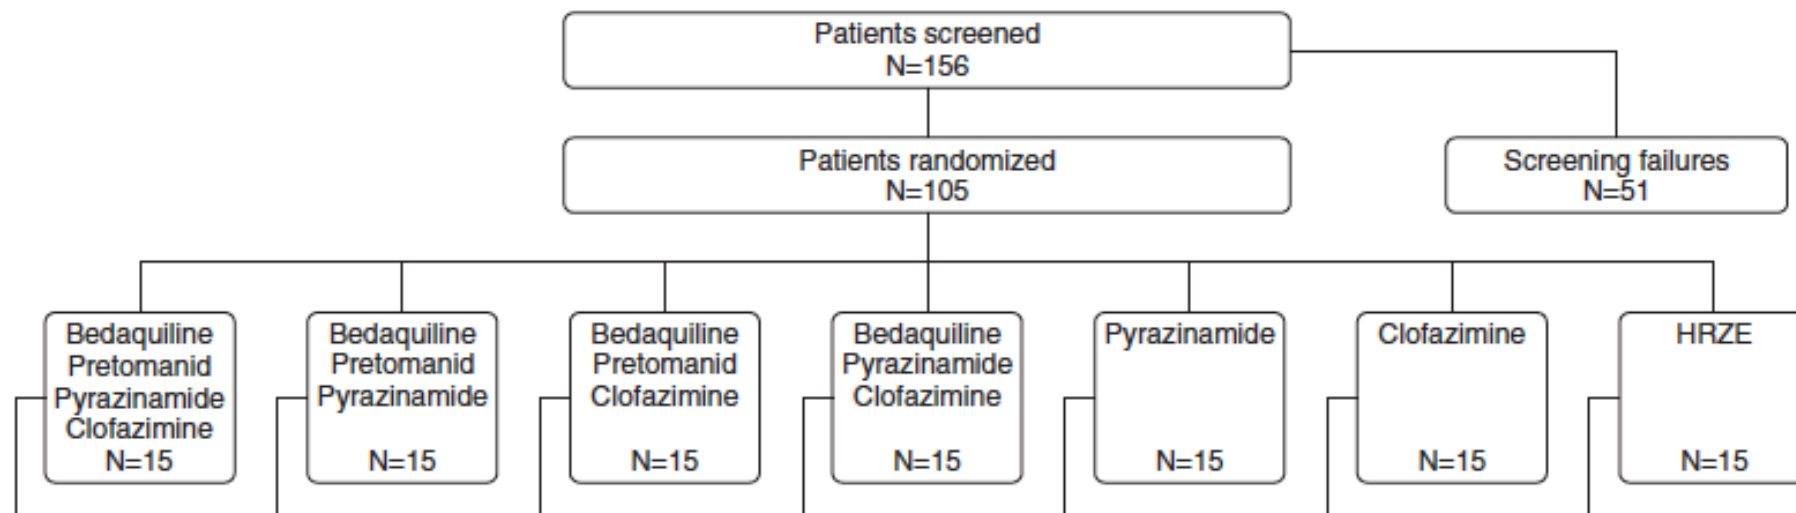 Patients screened
N=156
Patients randomized
N=105
Screening failures
N=51
Bedaquiline
Pretomanid
Pyrazinamide
Clofazimine
N=15
Bedaquiline
Pretomanid
Pyrazinamide
N=15
Bedaquiline
Pretomanid
Clofazimine
N=15
Bedaquiline
Pyrazinamide
Clofazimine
N=15
Pyrazinamide
N=15
Clofazimine
N=15
HRZE
N=15